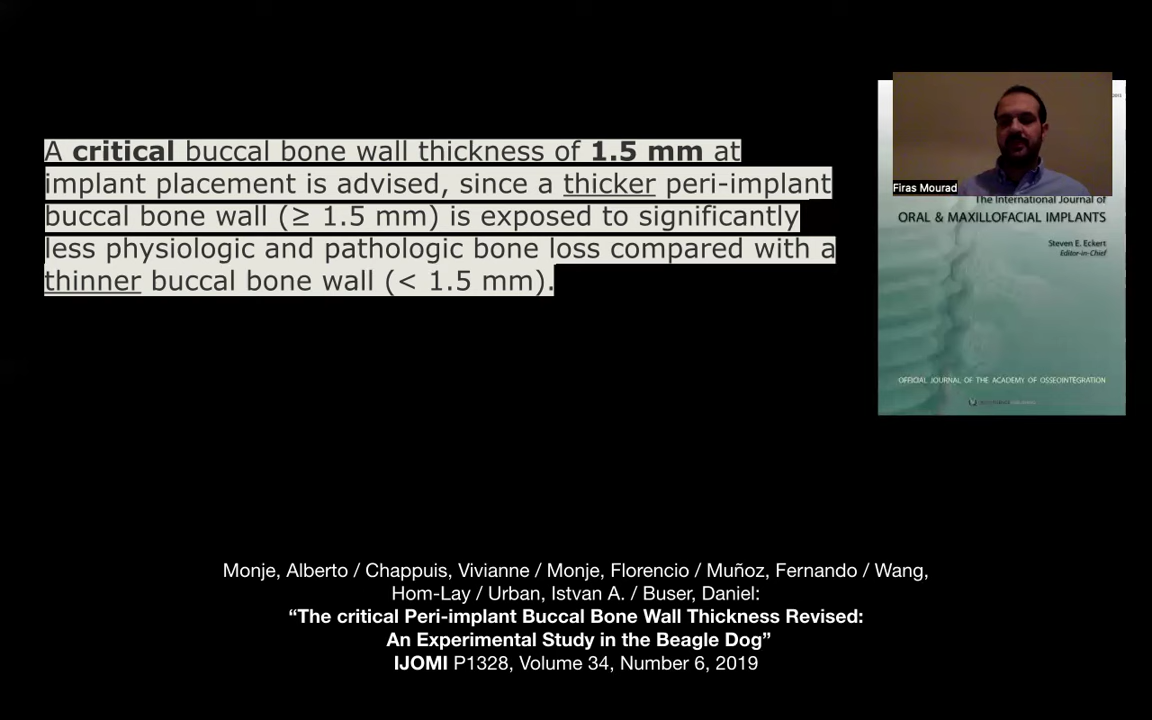 A critical buccal bone wall thickness of 1.5 mm at
implant placement is advised, since a thicker peri-implant
buccal bone wall (≥ 1.5 mm) is exposed to significantly
less physiologic and pathologic bone loss compared with a
thinner buccal bone wall (< 1.5 mm).
Firas Mourad
The International Journal of
ORAL & MAXILLOFACIAL IMPLANTS
Steven E. Eckert
Editor-in-Chief
OFFICIAL JOURNAL OF THE ACADEMY OF OSSEOINTEGRATION
Monje, Alberto / Chappuis, Vivianne / Monje, Florencio / Muñoz, Fernando / Wang,
Hom-Lay / Urban, Istvan A. / Buser, Daniel:
“The critical Peri-implant Buccal Bone Wall Thickness Revised:
An Experimental Study in the Beagle Dog”
IJOMI P1328, Volume 34, Number 6, 2019